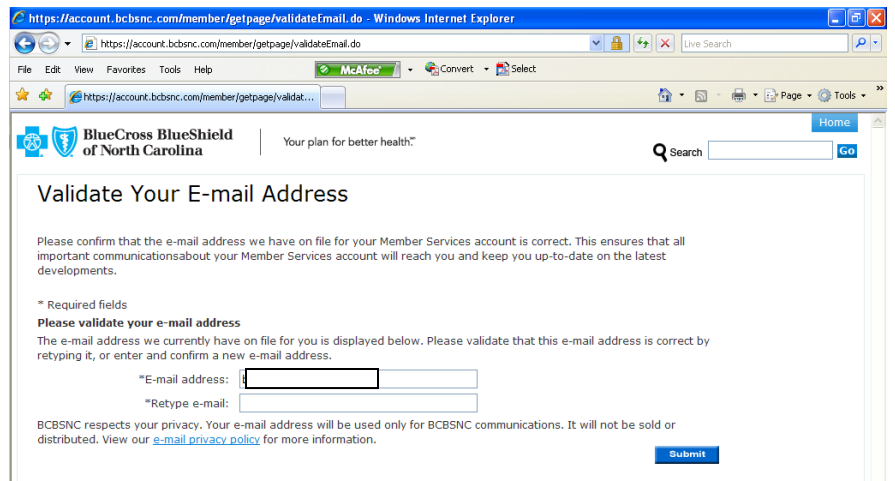 https://account.bcbsnc.com/member/getpage/validateEmail.do - Windows Internet Explorer
https://account.bcbsnc.com/member/getpage/validateEmail.do
Live Search
File Edit View Favorites Tools Help
McAfee
Convert
Select
https://account.bcbsnc.com/member/getpage/validat...
Page
Tools
Home
BlueCross BlueShield
of North Carolina
Your plan for better health.℠
Search
Go
Validate Your E-mail Address
Please confirm that the e-mail address we have on file for your Member Services account is correct. This ensures that all
important communicationsabout your Member Services account will reach you and keep you up-to-date on the latest
developments.
* Required fields
Please validate your e-mail address
The e-mail address we currently have on file for you is displayed below. Please validate that this e-mail address is correct by
retyping it, or enter and confirm a new e-mail address.
*E-mail address:
*Retype e-mail:
BCBSNC respects your privacy. Your e-mail address will be used only for BCBSNC communications. It will not be sold or
distributed. View our e-mail privacy policy for more information.
Submit